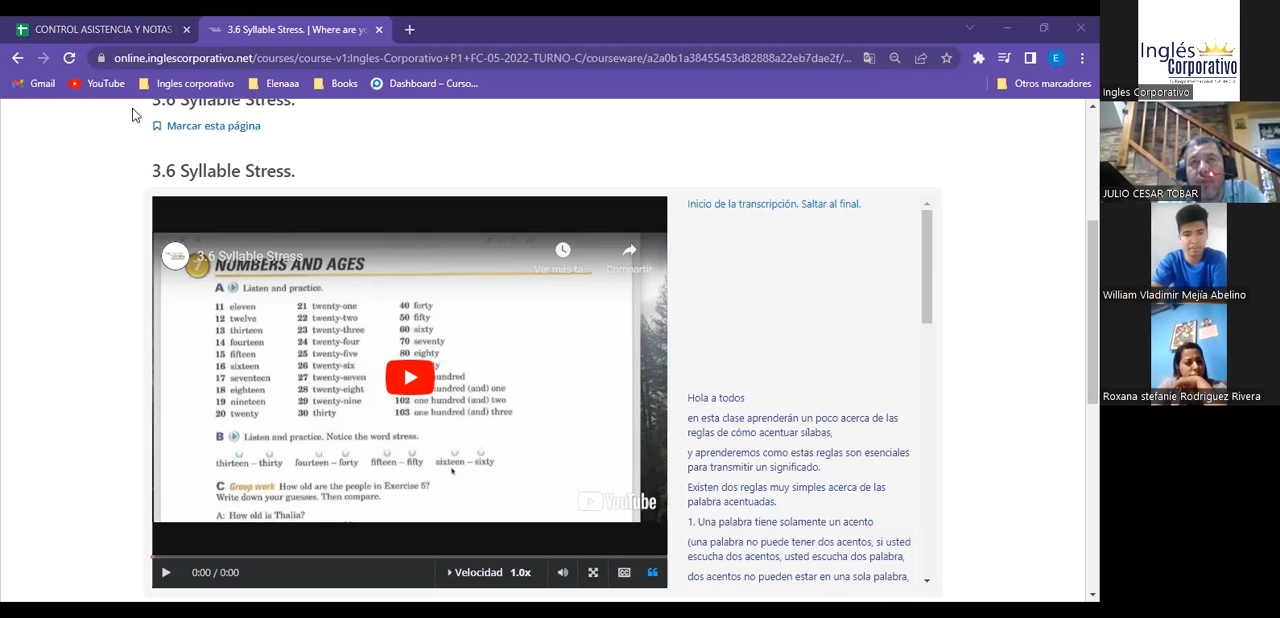 CONTROL ASISTENCIA Y NOTAS
3.6 Syllable Stress. | Where are yo
online.inglescorporativo.net/courses/course-v1:Ingles-Corporativo+P1+FC-05-2022-TURNO-C/courseware/a2a0b1a38455453d82818a22eb7dae2f/...
E
Gmail
YouTube
Ingles corporativo
Elenaaa
Books
Dashboard – Curso...
Otros marcadores
3.6 Syllable Stress.
Marcar esta página
3.6 Syllable Stress.
3.6 Syllable Stress
Ver más ta...
Compartir
7 NUMBERS AND AGES
A Listen and practice.
11 eleven 21 twenty-one 40 forty
12 twelve 22 twenty-two 50 fifty
13 thirteen 23 twenty-three 60 sixty
14 fourteen 24 twenty-four 70 seventy
15 fifteen 25 twenty-five 80 eighty
16 sixteen 26 twenty-six
17 seventeen 27 twenty-seven hundred
18 eighteen 28 twenty-eight hundred (and) one
19 nineteen 29 twenty-nine 102 one hundred (and) two
20 twenty 30 thirty 103 one hundred (and) three
B Listen and practice. Notice the word stress.
thirteen – thirty fourteen – forty fifteen – fifty sixteen – sixty
C Group work How old are the people in Exercise 5?
Write down your guesses. Then compare.
A: How old is Thalia?
YouTube
0:00 / 0:00
Velocidad 1.0x
Inicio de la transcripción. Saltar al final.
Hola a todos
en esta clase aprenderán un poco acerca de las
reglas de cómo acentuar sílabas,
y aprenderemos como estas reglas son esenciales
para transmitir un significado.
Existen dos reglas muy simples acerca de las
palabra acentuadas.
1. Una palabra tiene solamente un acento
(una palabra no puede tener dos acentos, si usted
escucha dos acentos, usted escucha dos palabra,
dos acentos no pueden estar en una sola palabra,
Inglés
Corporativo
Ingles Corporativo
JULIO CESAR TOBAR
William Vladimir Mejía Abelino
Roxana stefanie Rodriguez Rivera